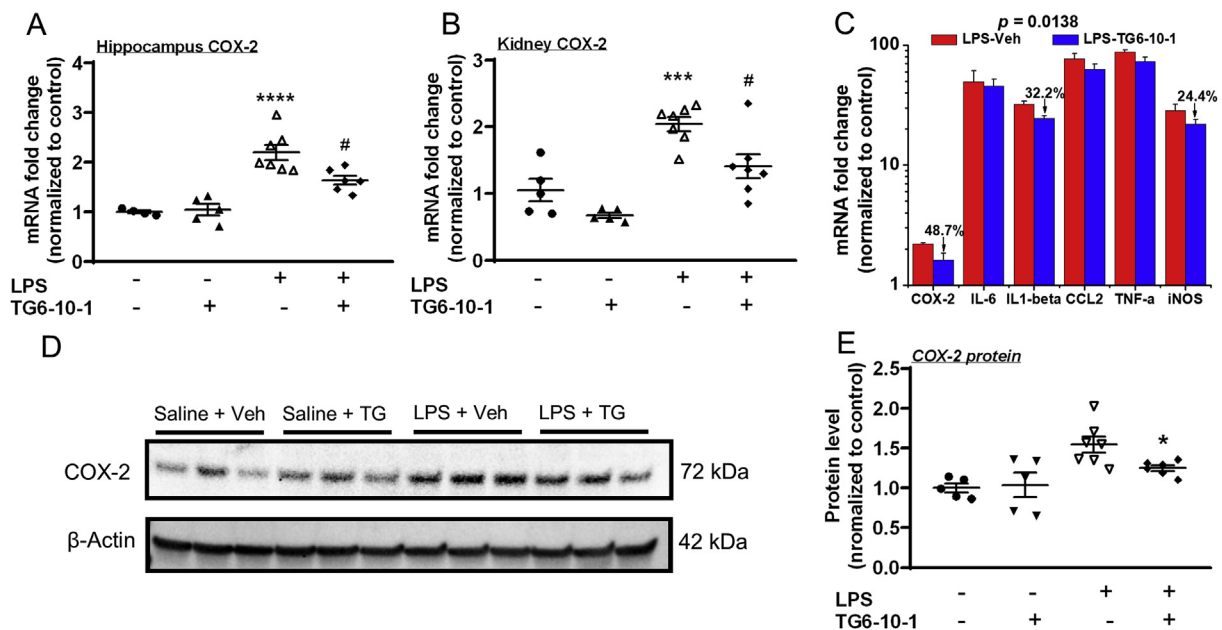 A
Hippocampus COX-2
mRNA fold change
(normalized to control)
4
3
2
1
0
****
#
LPS - - + +
TG6-10-1 - + - +
B
Kidney COX-2
mRNA fold change
(normalized to control)
3
2
1
0
***
#
LPS - - + +
TG6-10-1 - + - +
C
p = 0.0138
LPS-Veh LPS-TG6-10-1
mRNA fold change
(normalized to control)
100
10
1
48.7%
32.2%
24.4%
COX-2 IL-6 IL1-beta CCL2 TNF-a iNOS
D
Saline + Veh Saline + TG LPS + Veh LPS + TG
COX-2 72 kDa
β-Actin 42 kDa
E
COX-2 protein
Protein level
(nromalized to control)
2.5
2.0
1.5
1.0
0.5
0.0
*
LPS - - + +
TG6-10-1 - + - +